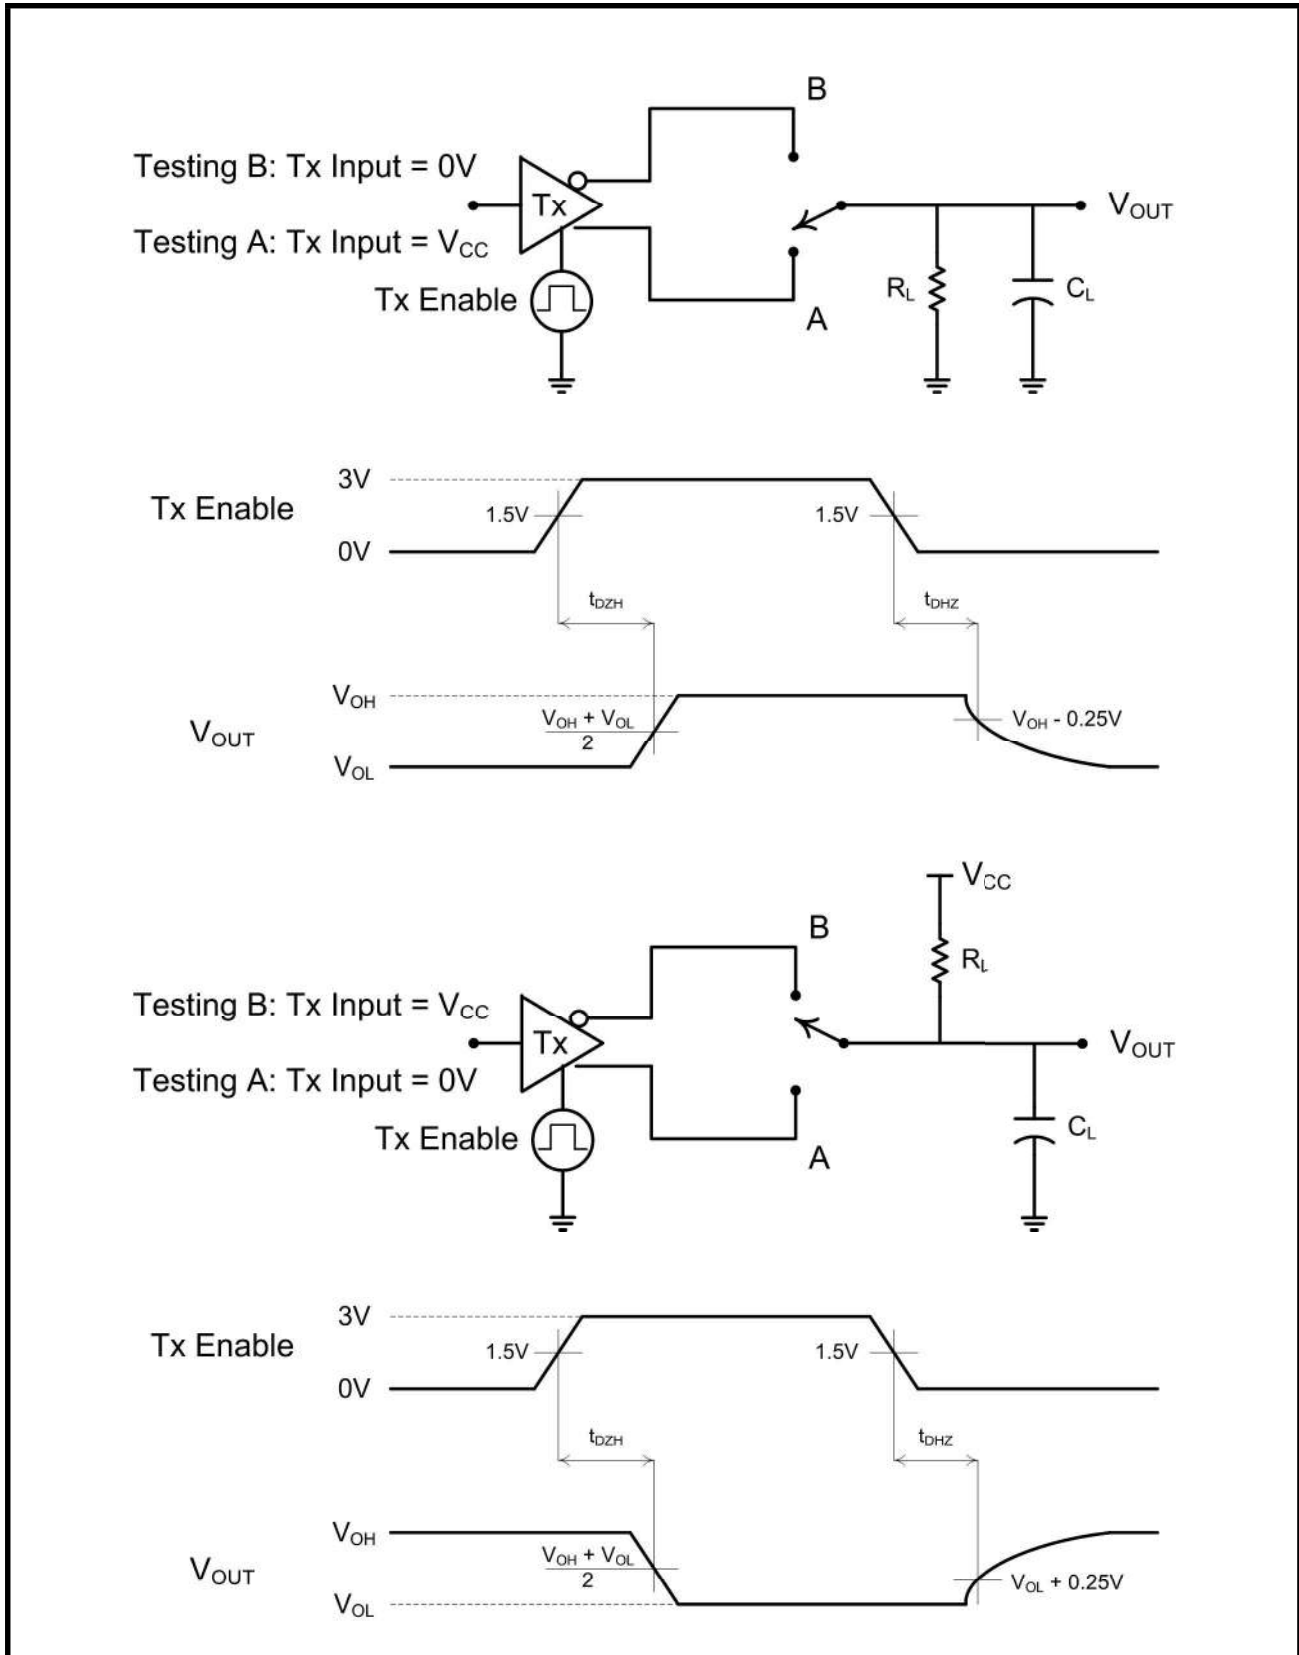 B
Testing B: Tx Input = 0V
Tx
VOUT
Testing A: Tx Input = VCC
Tx Enable
RL
CL
A
3V
Tx Enable
1.5V
1.5V
0V
tDZH
tDHZ
VOH
VOUT
VOH + VOL
2
VOH - 0.25V
VOL
VCC
B
RL
Testing B: Tx Input = VCC
Tx
VOUT
Testing A: Tx Input = 0V
Tx Enable
CL
A
3V
Tx Enable
1.5V
1.5V
0V
tDZH
tDHZ
VOH
VOUT
VOH + VOL
2
VOL + 0.25V
VOL